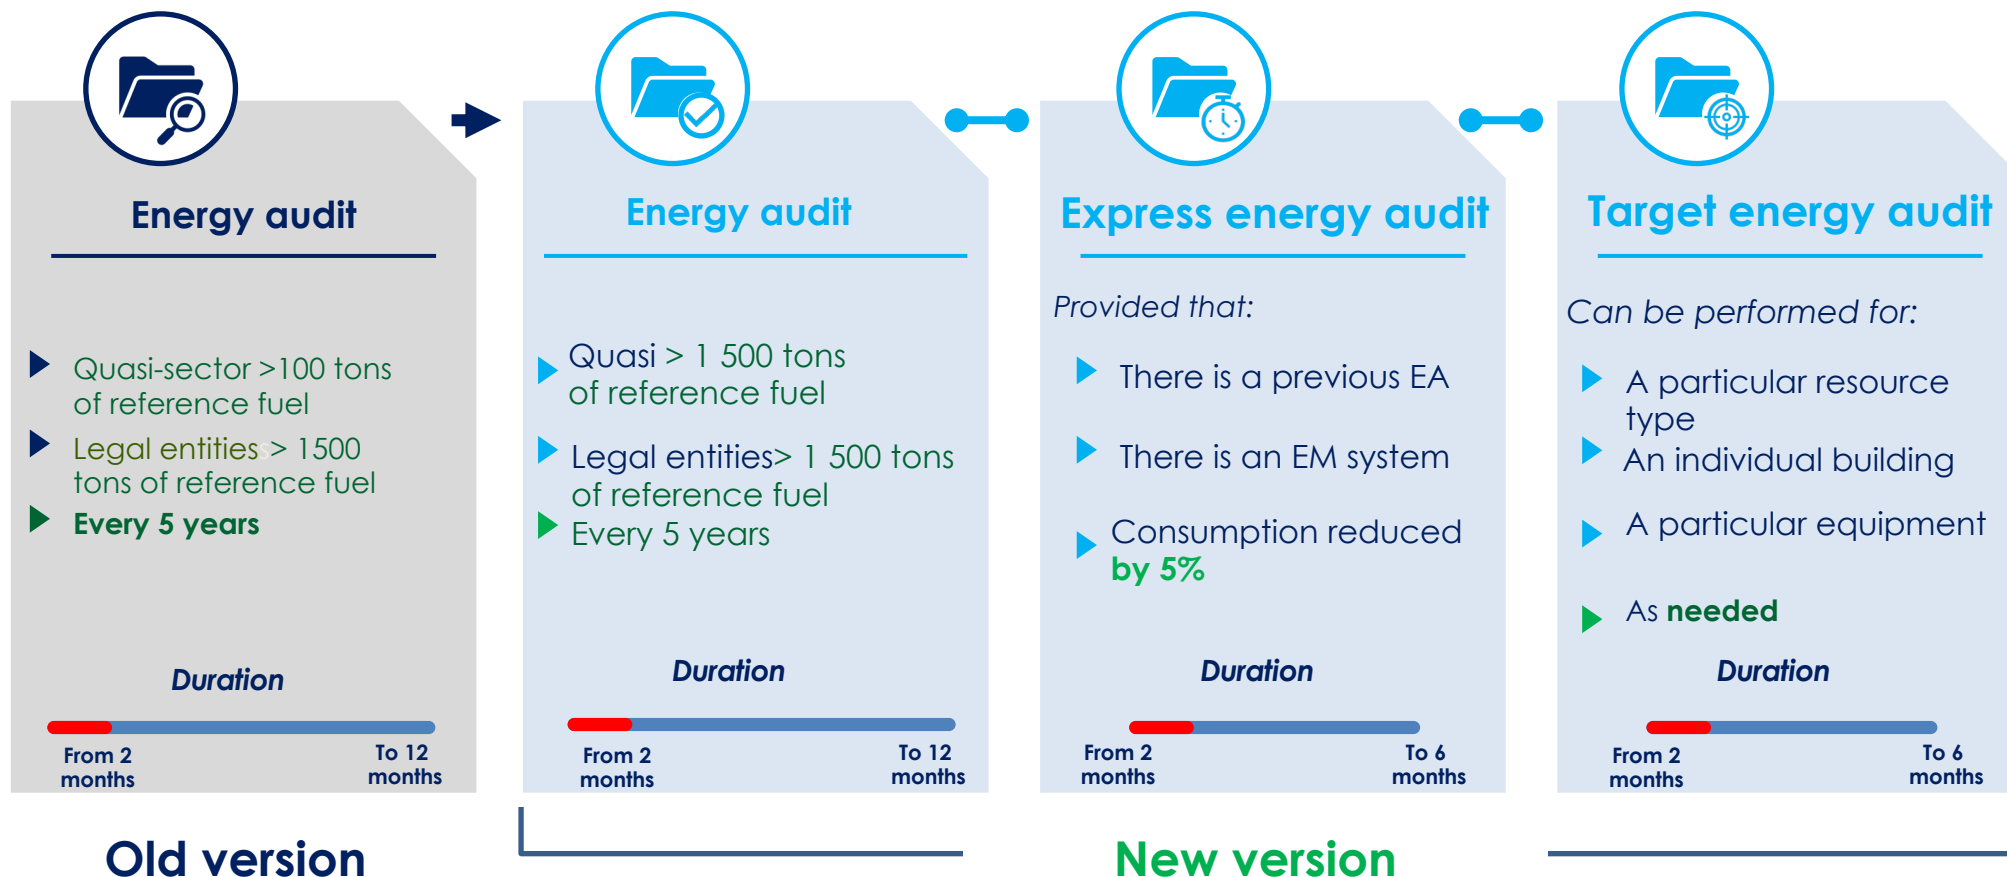 Energy audit
Quasi-sector >100 tons
of reference fuel
Legal entities > 1500
tons of reference fuel
Every 5 years
Duration
From 2
months
To 12
months
Old version
Energy audit
Quasi > 1 500 tons
of reference fuel
Legal entities> 1 500 tons
of reference fuel
Every 5 years
Duration
From 2
months
To 12
months
Express energy audit
Provided that:
There is a previous EA
There is an EM system
Consumption reduced
by 5%
Duration
From 2
months
To 6
months
Target energy audit
Can be performed for:
A particular resource
type
An individual building
A particular equipment
As needed
Duration
From 2
months
To 6
months
New version